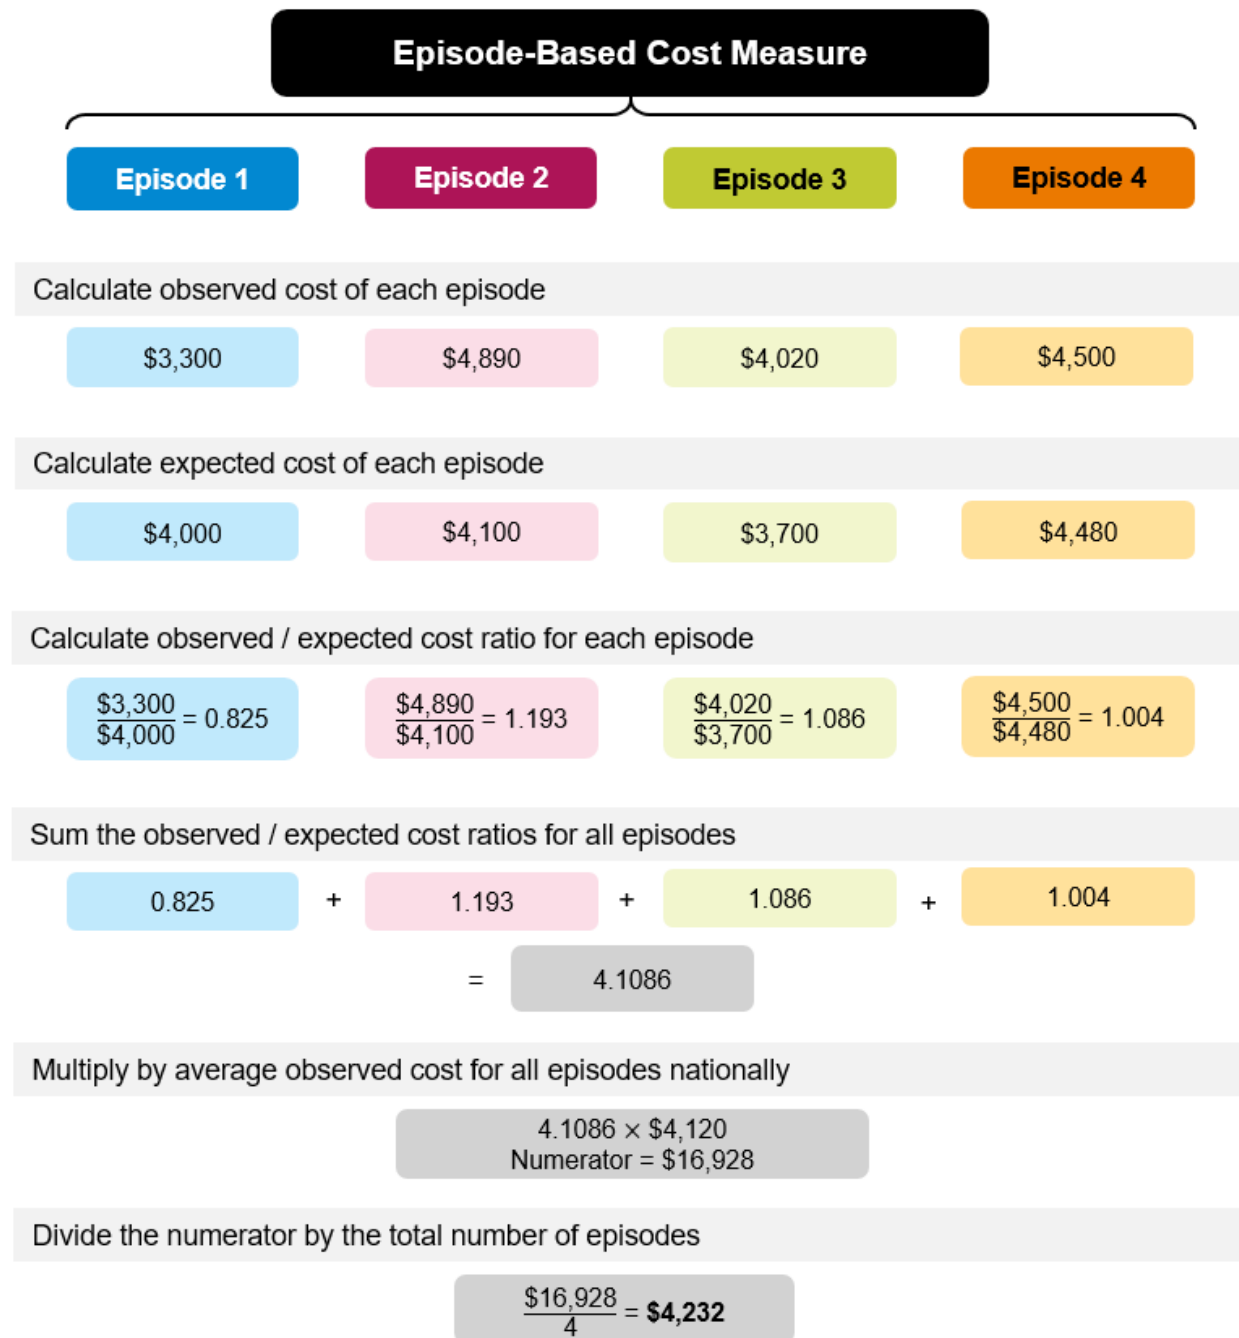 Episode-Based Cost Measure
Episode 1 Episode 2 Episode 3 Episode 4
Calculate observed cost of each episode
$3,300 $4,890 $4,020 $4,500
Calculate expected cost of each episode
$4,000 $4,100 $3,700 $4,480
Calculate observed / expected cost ratio for each episode
$3,300/$4,000 = 0.825 $4,890/$4,100 = 1.193 $4,020/$3,700 = 1.086 $4,500/$4,480 = 1.004
Sum the observed / expected cost ratios for all episodes
0.825 + 1.193 + 1.086 + 1.004
= 4.1086
Multiply by average observed cost for all episodes nationally
4.1086 × $4,120
Numerator = $16,928
Divide the numerator by the total number of episodes
$16,928/4 = $4,232